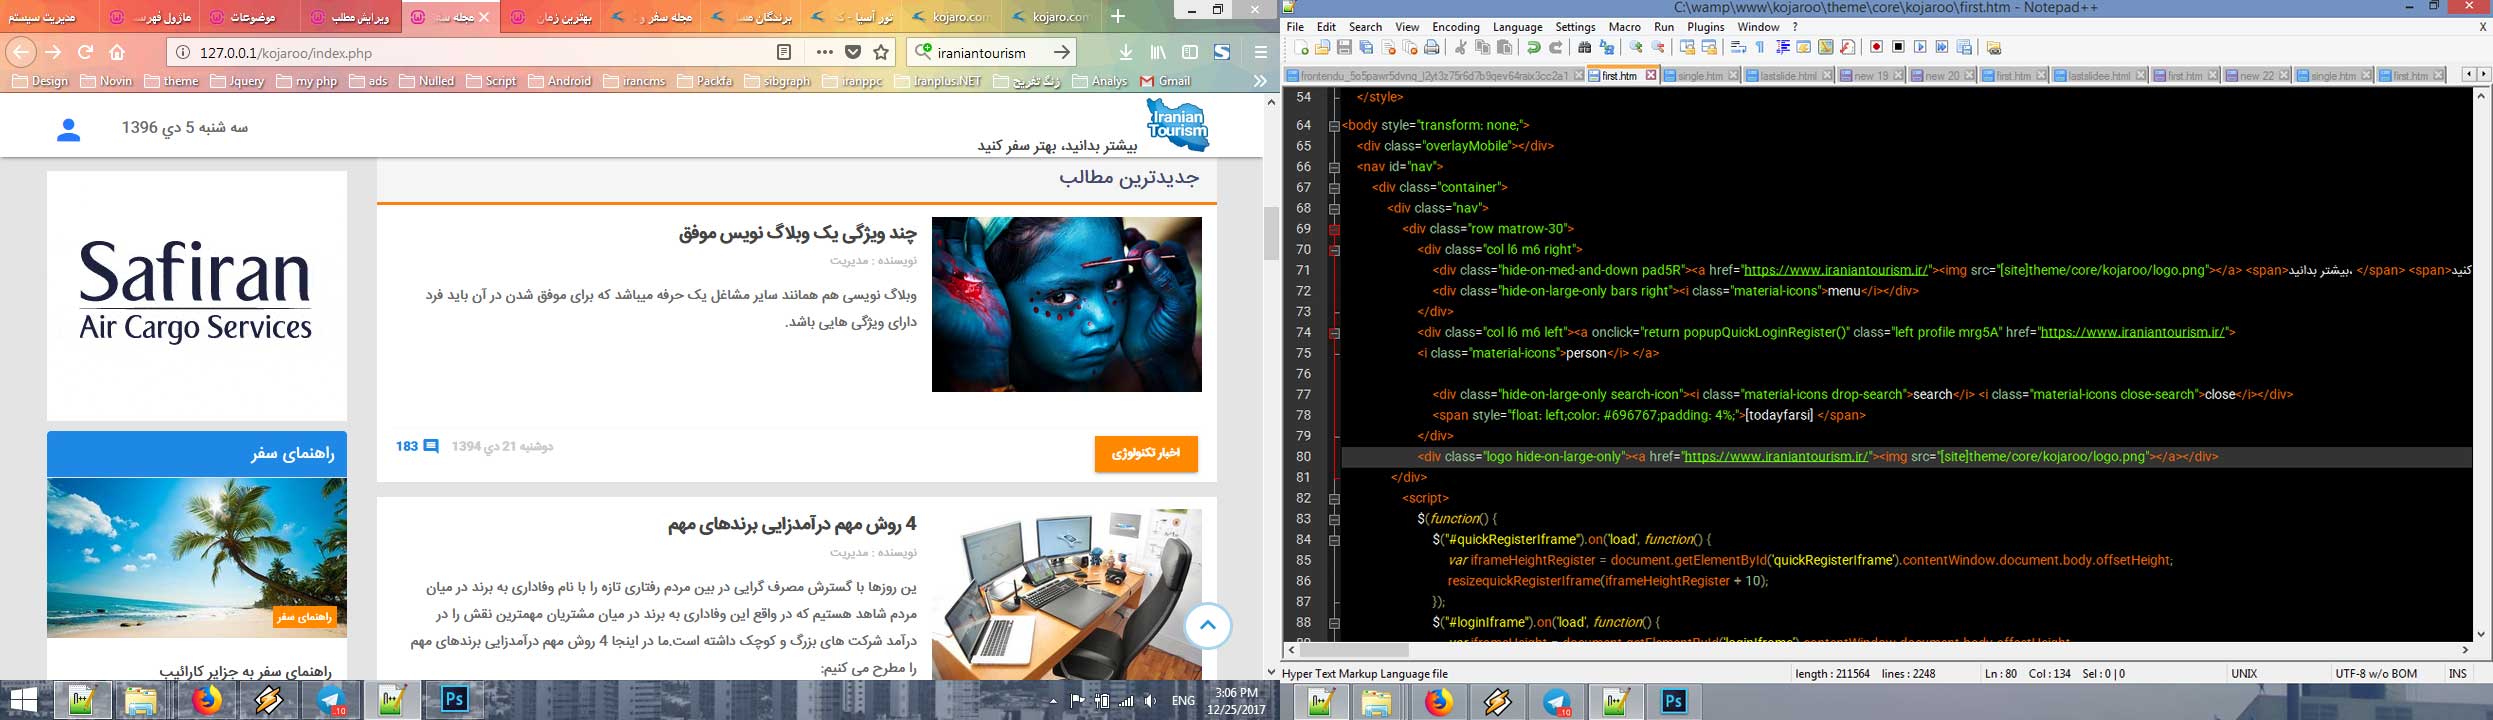 مدیریت سیستم
ماژول فهرست
موضوعات
ویرایش مطلب
مجله سفر
بهترین زمان
مجله سفر و
برندگان مسا
تور آسیا - ک
kojaro.com
kojaro.com
127.0.0.1/kojaroo/index.php
iraniantourism
Design Novin theme Jquery my php ads Nulled Script Android irancms Packfa sibgraph iranppc Iranplus.NET زنگ تفریح Analys Gmail
سه شنبه 5 دي 1396
Iranian
Tourism
بیشتر بدانید، بهتر سفر کنید
جدیدترین مطالب
چند ویژگی یک وبلاگ نویس موفق
نویسنده : مدیریت
وبلاگ نویسی هم همانند سایر مشاغل یک حرفه میباشد که برای موفق شدن در آن باید فرد
دارای ویژگی هایی باشد.
183
دوشنبه 21 دي 1394
اخبار تکنولوژی
4 روش مهم درآمدزایی برندهای مهم
نویسنده : مدیریت
ین روزها با گسترش مصرف گرایی در بین مردم رفتاری تازه را با نام وفاداری به برند در میان
مردم شاهد هستیم که در واقع این وفاداری به برند در میان مشتریان مهمترین نقش را در
درآمد شرکت های بزرگ و کوچک داشته است.ما در اینجا 4 روش مهم درآمدزایی برندهای مهم
را مطرح می کنیم:
Safiran
Air Cargo Services
راهنمای سفر
راهنمای سفر
راهنمای سفر به جزایر کارائیب
ENG
3:06 PM
12/25/2017
C:\wamp\www\kojaroo\theme\core\kojaroo\first.htm - Notepad++
File Edit Search View Encoding Language Settings Macro Run Plugins Window ? X
first.htm single.htm lastslide.html new 19 new 20 first.htm lastslidee.html first.htm new 22 single.htm first.htm
54 </style>
64 <body style="transform: none;">
65 <div class="overlayMobile"></div>
66 <nav id="nav">
67 <div class="container">
68 <div class="nav">
69 <div class="row matrow-30">
70 <div class="col l6 m6 right">
71 <div class="hide-on-med-and-down pad5R"><a href="https://www.iraniantourism.ir/"><img src="[site]theme/core/kojaroo/logo.png"></a> <span>بیشتر بدانید، </span> <span>کنید
72 <div class="hide-on-large-only bars right"><i class="material-icons">menu</i></div>
73 </div>
74 <div class="col l6 m6 left"><a onclick="return popupQuickLoginRegister()" class="left profile mrg5A" href="https://www.iraniantourism.ir/">
75 <i class="material-icons">person</i> </a>
76
77 <div class="hide-on-large-only search-icon"><i class="material-icons drop-search">search</i> <i class="material-icons close-search">close</i></div>
78 <span style="float: left;color: #696767;padding: 4%;">[todayfarsi] </span>
79 </div>
80 <div class="logo hide-on-large-only"><a href="https://www.iraniantourism.ir/"><img src="[site]theme/core/kojaroo/logo.png"></a></div>
81 </div>
82 <script>
83 $(function() {
84 $("#quickRegisterIframe").on('load', function() {
85 var iframeHeightRegister = document.getElementById('quickRegisterIframe').contentWindow.document.body.offsetHeight;
86 resizequickRegisterIframe(iframeHeightRegister + 10);
87 });
88 $("#loginIframe").on('load', function() {
Hyper Text Markup Language file length : 211564 lines : 2248 Ln : 80 Col : 134 Sel : 0 | 0 UNIX UTF-8 w/o BOM INS